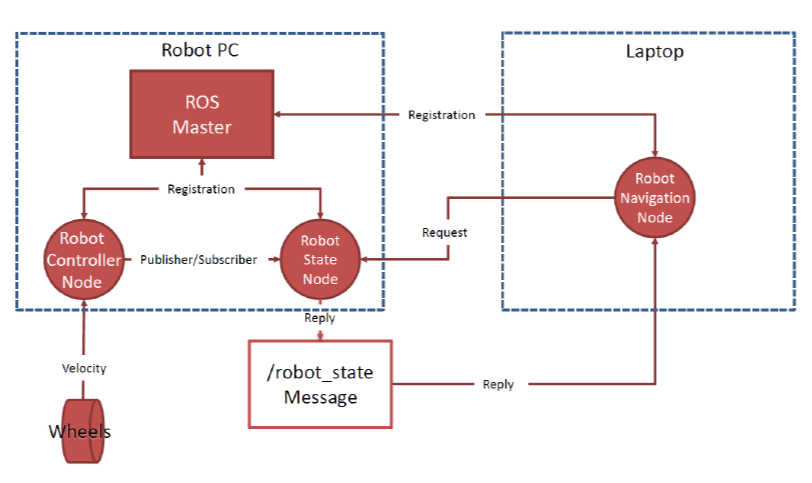 Robot PC
Laptop
ROS
Master
Registration
Robot
Navigation
Node
Registration
Request
Robot
Controller
Node
Publisher/Subscriber
Robot
State
Node
Reply
Velocity
/robot_state
Message
Reply
Wheels